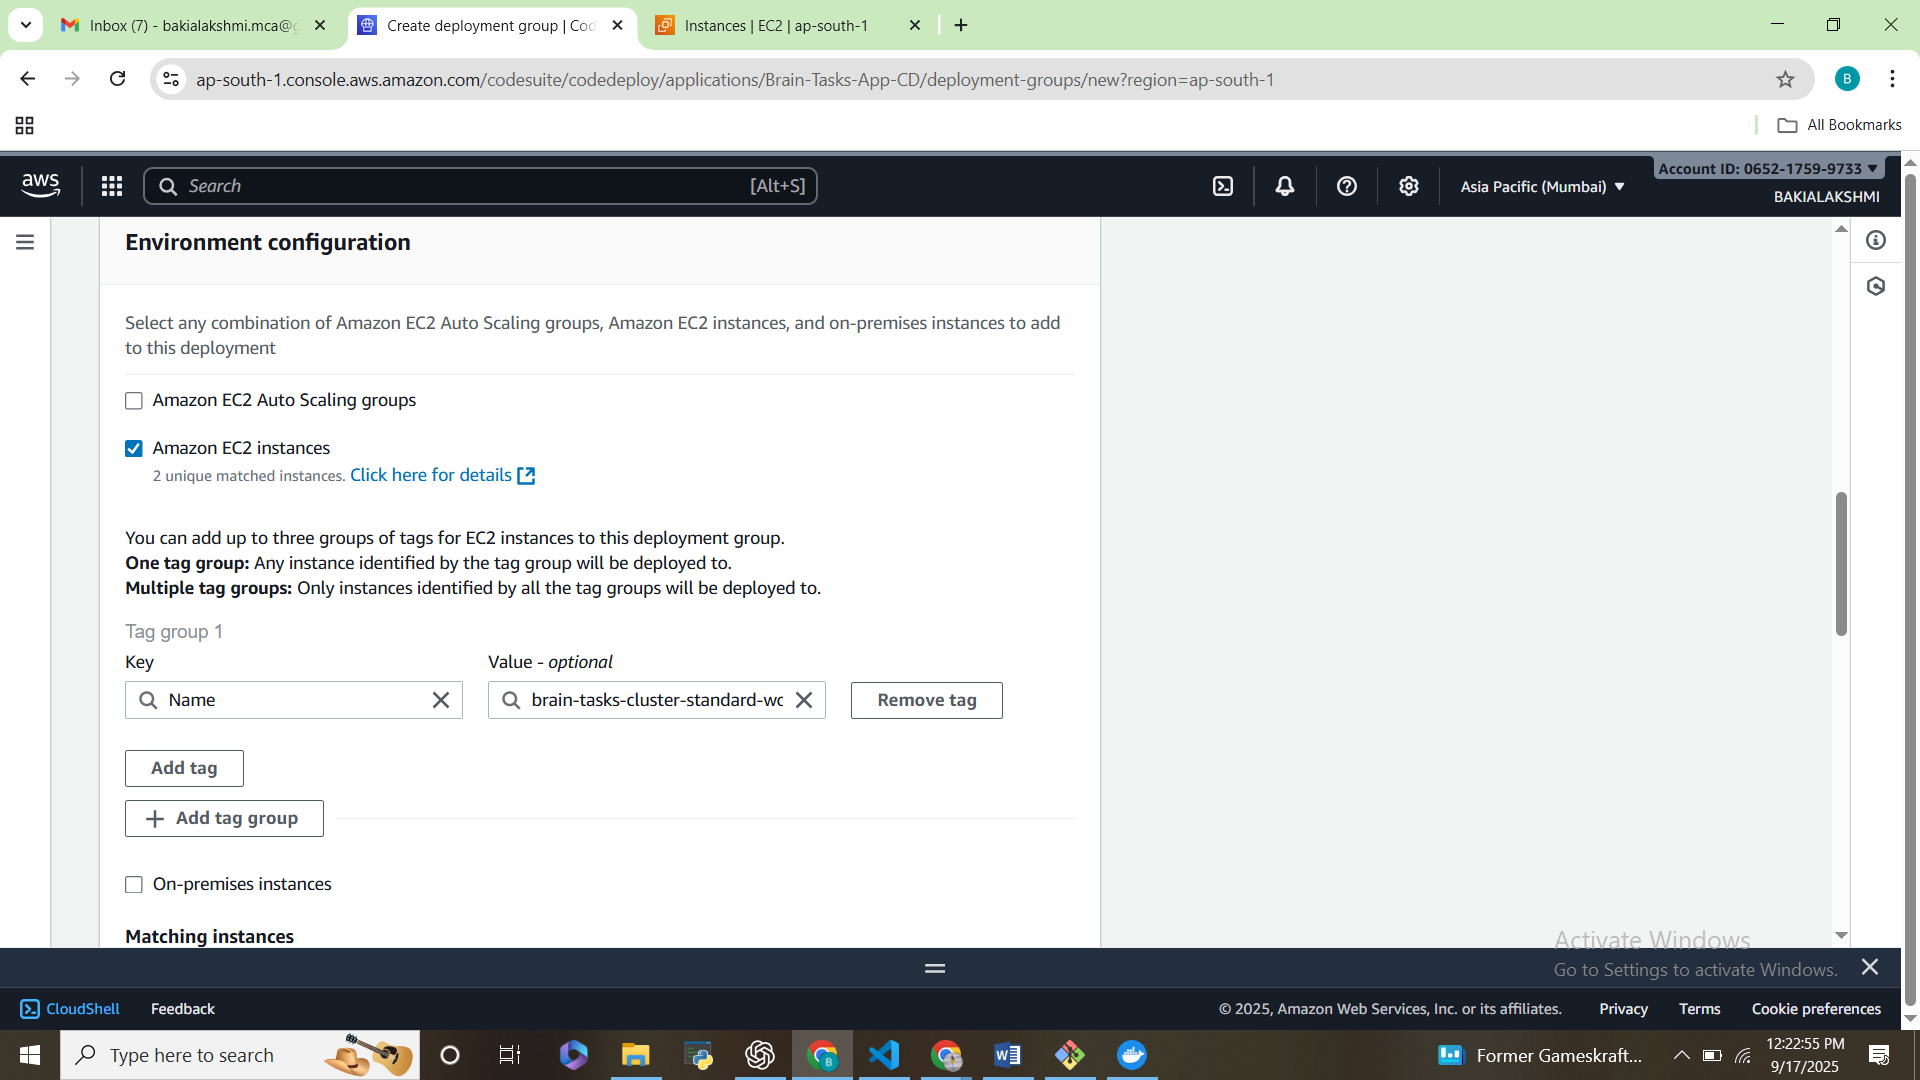 Inbox (7) - bakialakshmi.mca@g
Create deployment group | Cod
Instances | EC2 | ap-south-1
ap-south-1.console.aws.amazon.com/codesuite/codedeploy/applications/Brain-Tasks-App-CD/deployment-groups/new?region=ap-south-1
B
All Bookmarks
aws
Search
[Alt+S]
Asia Pacific (Mumbai)
Account ID: 0652-1759-9733
BAKIALAKSHMI
Environment configuration
Select any combination of Amazon EC2 Auto Scaling groups, Amazon EC2 instances, and on-premises instances to add
to this deployment
Amazon EC2 Auto Scaling groups
Amazon EC2 instances
2 unique matched instances. Click here for details
You can add up to three groups of tags for EC2 instances to this deployment group.
One tag group: Any instance identified by the tag group will be deployed to.
Multiple tag groups: Only instances identified by all the tag groups will be deployed to.
Tag group 1
Key
Value - optional
Name
brain-tasks-cluster-standard-wo
Remove tag
Add tag
Add tag group
On-premises instances
Matching instances
Activate Windows
Go to Settings to activate Windows.
CloudShell
Feedback
© 2025, Amazon Web Services, Inc. or its affiliates.
Privacy
Terms
Cookie preferences
Type here to search
Former Gameskraft...
12:22:55 PM
9/17/2025